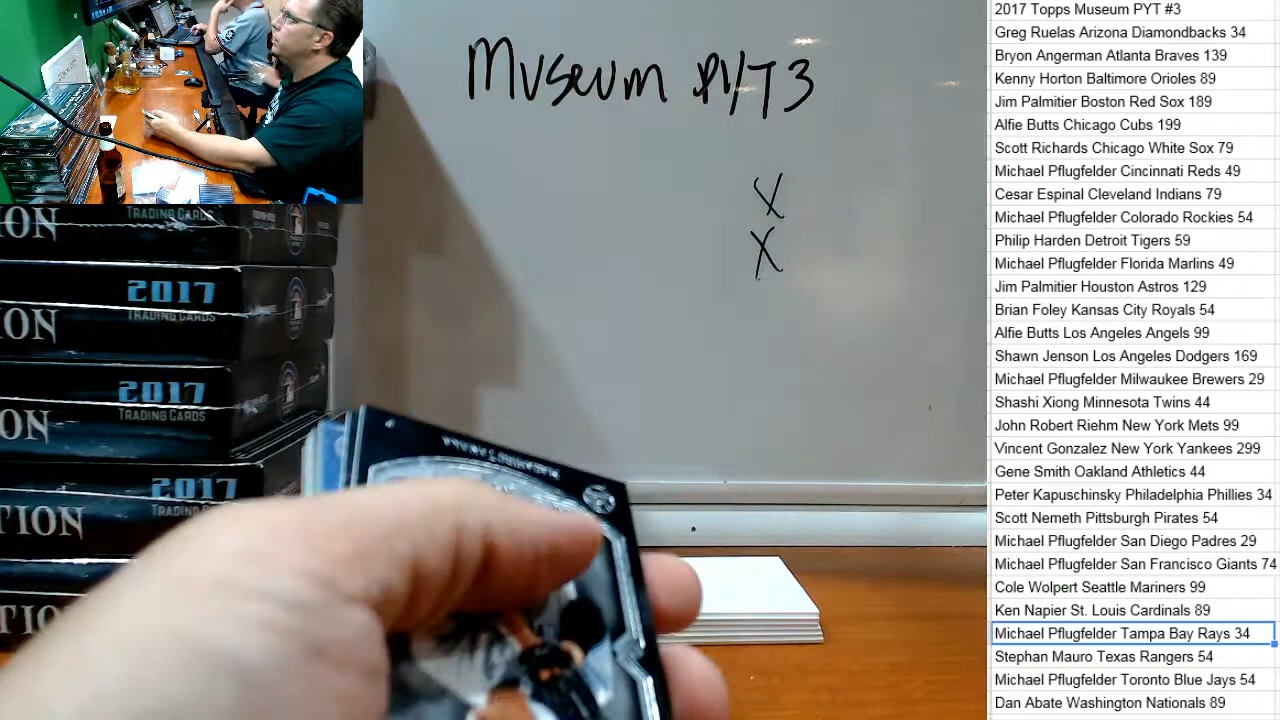 Museum PYT 3
X
X
ION
TRADING CARDS
2017
TRADING CARDS
ION
2017
TRADING CARDS
ON
2017
TION
TION
2017 Topps Museum PYT #3
Greg Ruelas Arizona Diamondbacks 34
Bryon Angerman Atlanta Braves 139
Kenny Horton Baltimore Orioles 89
Jim Palmitier Boston Red Sox 189
Alfie Butts Chicago Cubs 199
Scott Richards Chicago White Sox 79
Michael Pflugfelder Cincinnati Reds 49
Cesar Espinal Cleveland Indians 79
Michael Pflugfelder Colorado Rockies 54
Philip Harden Detroit Tigers 59
Michael Pflugfelder Florida Marlins 49
Jim Palmitier Houston Astros 129
Brian Foley Kansas City Royals 54
Alfie Butts Los Angeles Angels 99
Shawn Jenson Los Angeles Dodgers 169
Michael Pflugfelder Milwaukee Brewers 29
Shashi Xiong Minnesota Twins 44
John Robert Riehm New York Mets 99
Vincent Gonzalez New York Yankees 299
Gene Smith Oakland Athletics 44
Peter Kapuschinsky Philadelphia Phillies 34
Scott Nemeth Pittsburgh Pirates 54
Michael Pflugfelder San Diego Padres 29
Michael Pflugfelder San Francisco Giants 74
Cole Wolpert Seattle Mariners 99
Ken Napier St. Louis Cardinals 89
Michael Pflugfelder Tampa Bay Rays 34
Stephan Mauro Texas Rangers 54
Michael Pflugfelder Toronto Blue Jays 54
Dan Abate Washington Nationals 89